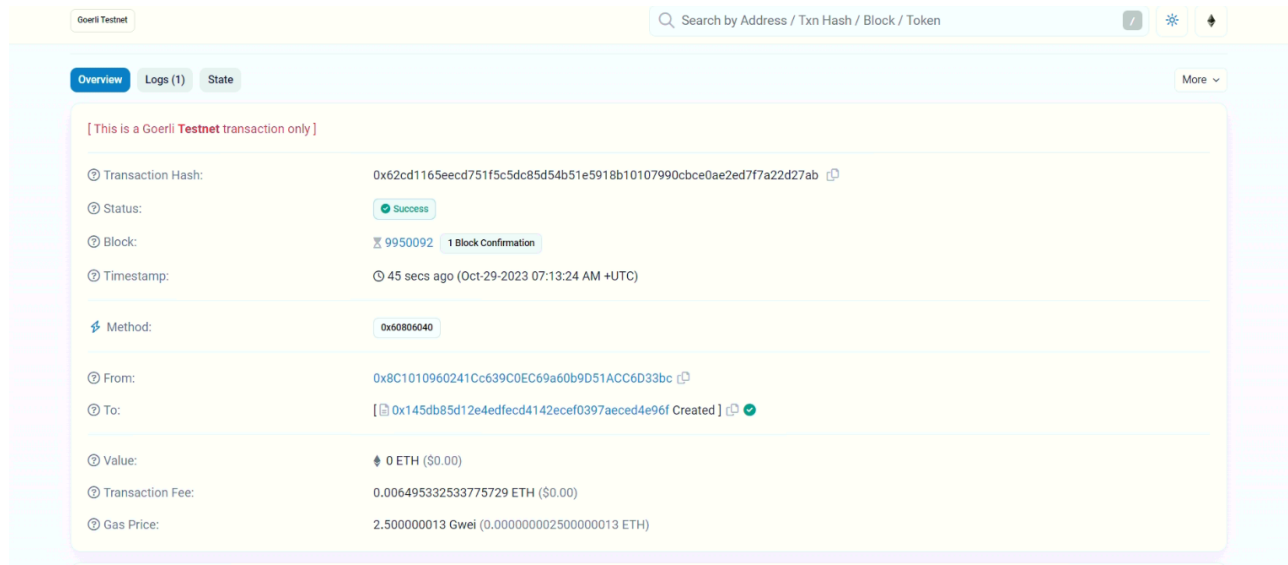 Goerli Testnet
Search by Address / Txn Hash / Block / Token /
Overview Logs (1) State More
[ This is a Goerli Testnet transaction only ]
Transaction Hash: 0x62cd1165eecd751f5c5dc85d54b51e5918b10107990cbce0ae2ed7f7a22d27ab
Status: Success
Block: 9950092 1 Block Confirmation
Timestamp: 45 secs ago (Oct-29-2023 07:13:24 AM +UTC)
Method: 0x60806040
From: 0x8C1010960241Cc639C0EC69a60b9D51ACC6D33bc
To: [ 0x145db85d12e4edfecd4142ecef0397aeced4e96f Created ]
Value: 0 ETH ($0.00)
Transaction Fee: 0.006495332533775729 ETH ($0.00)
Gas Price: 2.500000013 Gwei (0.000000002500000013 ETH)